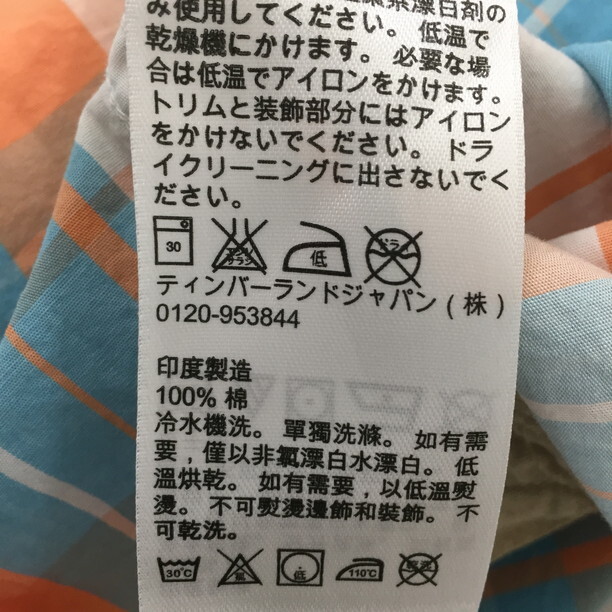 漂白剤の
み使用してください。 低温で
乾燥機にかけます。 必要な場
合は低温でアイロンをかけます。
トリムと装飾部分にはアイロン
をかけないでください。 ドラ
イクリーニングに出さないでく
ださい。
30
低
ドライ
ティンバーランドジャパン(株)
0120-953844
印度製造
100% 棉
冷水機洗。 單獨洗滌。 如有需
要，僅以非氧漂白水漂白。 低
溫烘乾。 如有需要，以低溫熨
燙。 不可熨燙邊飾和裝飾。 不
可乾洗。
30°C
氯
低
110°C
乾洗